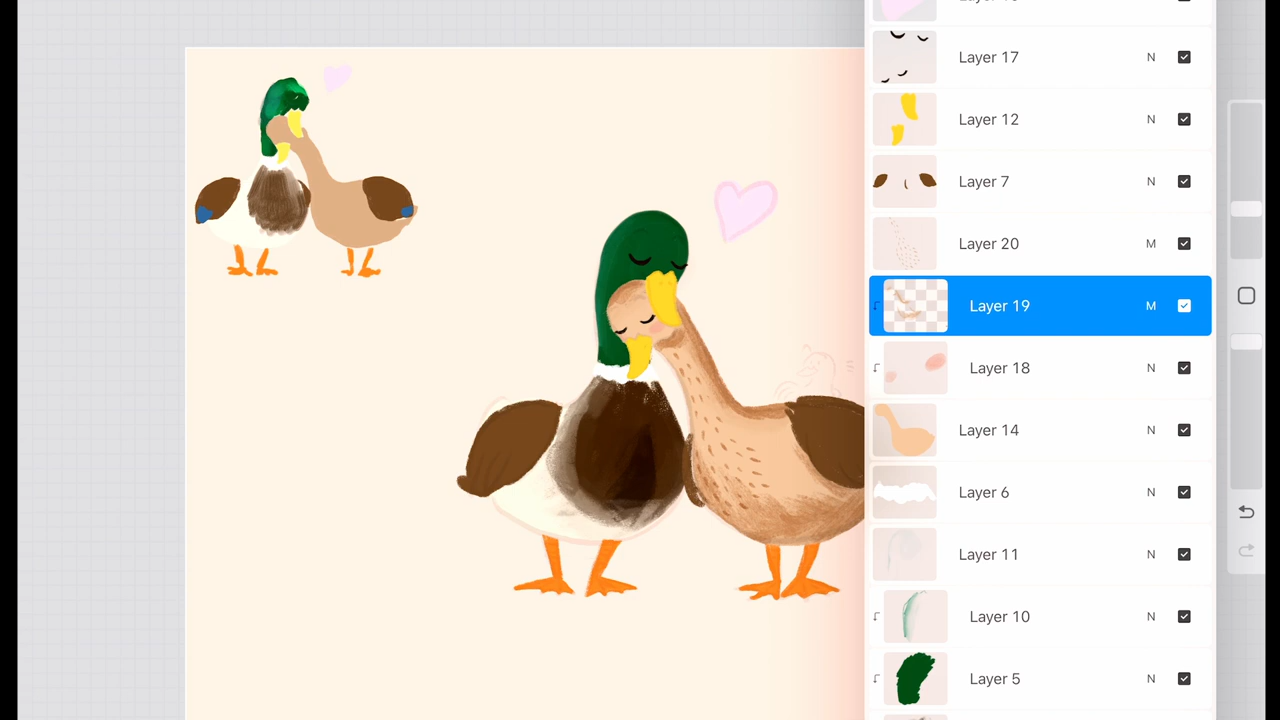 Layer 17
N
Layer 12
N
Layer 7
N
Layer 20
M
Layer 19
M
Layer 18
N
Layer 14
N
Layer 6
N
Layer 11
N
Layer 10
N
Layer 5
N